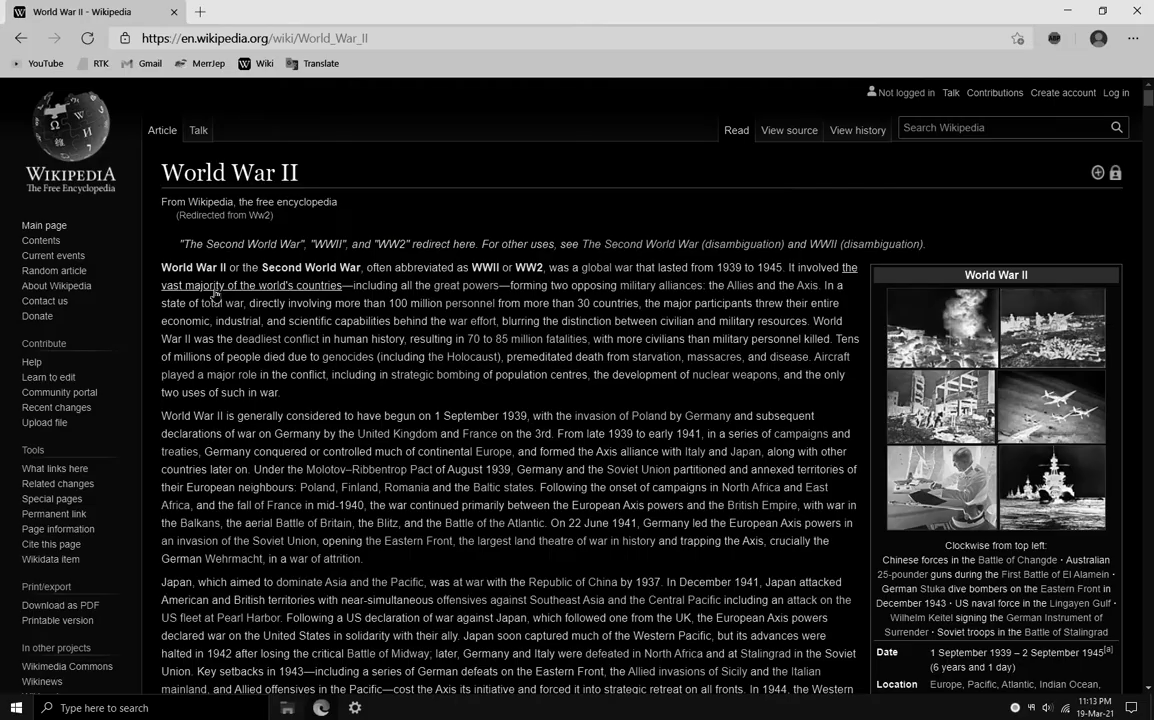 World War II - Wikipedia
https://en.wikipedia.org/wiki/World_War_II
ABP
YouTube
RTK
Gmail
MerrJep
Wiki
Translate
Not logged in Talk Contributions Create account Log in
Article Talk
Read View source View history
Search Wikipedia
WIKIPEDIA
The Free Encyclopedia
Main page
Contents
Current events
Random article
About Wikipedia
Contact us
Donate
Contribute
Help
Learn to edit
Community portal
Recent changes
Upload file
Tools
What links here
Related changes
Special pages
Permanent link
Page information
Cite this page
Wikidata item
Print/export
Download as PDF
Printable version
In other projects
Wikimedia Commons
Wikinews
World War II
From Wikipedia, the free encyclopedia
(Redirected from Ww2)
"The Second World War", "WWII", and "WW2" redirect here. For other uses, see The Second World War (disambiguation) and WWII (disambiguation).
World War II or the Second World War, often abbreviated as WWII or WW2, was a global war that lasted from 1939 to 1945. It involved the
vast majority of the world's countries—including all the great powers—forming two opposing military alliances: the Allies and the Axis. In a
state of total war, directly involving more than 100 million personnel from more than 30 countries, the major participants threw their entire
economic, industrial, and scientific capabilities behind the war effort, blurring the distinction between civilian and military resources. World
War II was the deadliest conflict in human history, resulting in 70 to 85 million fatalities, with more civilians than military personnel killed. Tens
of millions of people died due to genocides (including the Holocaust), premeditated death from starvation, massacres, and disease. Aircraft
played a major role in the conflict, including in strategic bombing of population centres, the development of nuclear weapons, and the only
two uses of such in war.
World War II is generally considered to have begun on 1 September 1939, with the invasion of Poland by Germany and subsequent
declarations of war on Germany by the United Kingdom and France on the 3rd. From late 1939 to early 1941, in a series of campaigns and
treaties, Germany conquered or controlled much of continental Europe, and formed the Axis alliance with Italy and Japan, along with other
countries later on. Under the Molotov–Ribbentrop Pact of August 1939, Germany and the Soviet Union partitioned and annexed territories of
their European neighbours: Poland, Finland, Romania and the Baltic states. Following the onset of campaigns in North Africa and East
Africa, and the fall of France in mid-1940, the war continued primarily between the European Axis powers and the British Empire, with war in
the Balkans, the aerial Battle of Britain, the Blitz, and the Battle of the Atlantic. On 22 June 1941, Germany led the European Axis powers in
an invasion of the Soviet Union, opening the Eastern Front, the largest land theatre of war in history and trapping the Axis, crucially the
German Wehrmacht, in a war of attrition.
Japan, which aimed to dominate Asia and the Pacific, was at war with the Republic of China by 1937. In December 1941, Japan attacked
American and British territories with near-simultaneous offensives against Southeast Asia and the Central Pacific including an attack on the
US fleet at Pearl Harbor. Following a US declaration of war against Japan, which followed one from the UK, the European Axis powers
declared war on the United States in solidarity with their ally. Japan soon captured much of the Western Pacific, but its advances were
halted in 1942 after losing the critical Battle of Midway; later, Germany and Italy were defeated in North Africa and at Stalingrad in the Soviet
Union. Key setbacks in 1943—including a series of German defeats on the Eastern Front, the Allied invasions of Sicily and the Italian
mainland, and Allied offensives in the Pacific—cost the Axis its initiative and forced it into strategic retreat on all fronts. In 1944, the Western
World War II
Clockwise from top left:
Chinese forces in the Battle of Changde · Australian
25-pounder guns during the First Battle of El Alamein ·
German Stuka dive bombers on the Eastern Front in
December 1943 · US naval force in the Lingayen Gulf ·
Wilhelm Keitel signing the German Instrument of
Surrender · Soviet troops in the Battle of Stalingrad
Date 1 September 1939 – 2 September 1945[a]
(6 years and 1 day)
Location Europe, Pacific, Atlantic, Indian Ocean,
Type here to search
11:13 PM
19-Mar-21